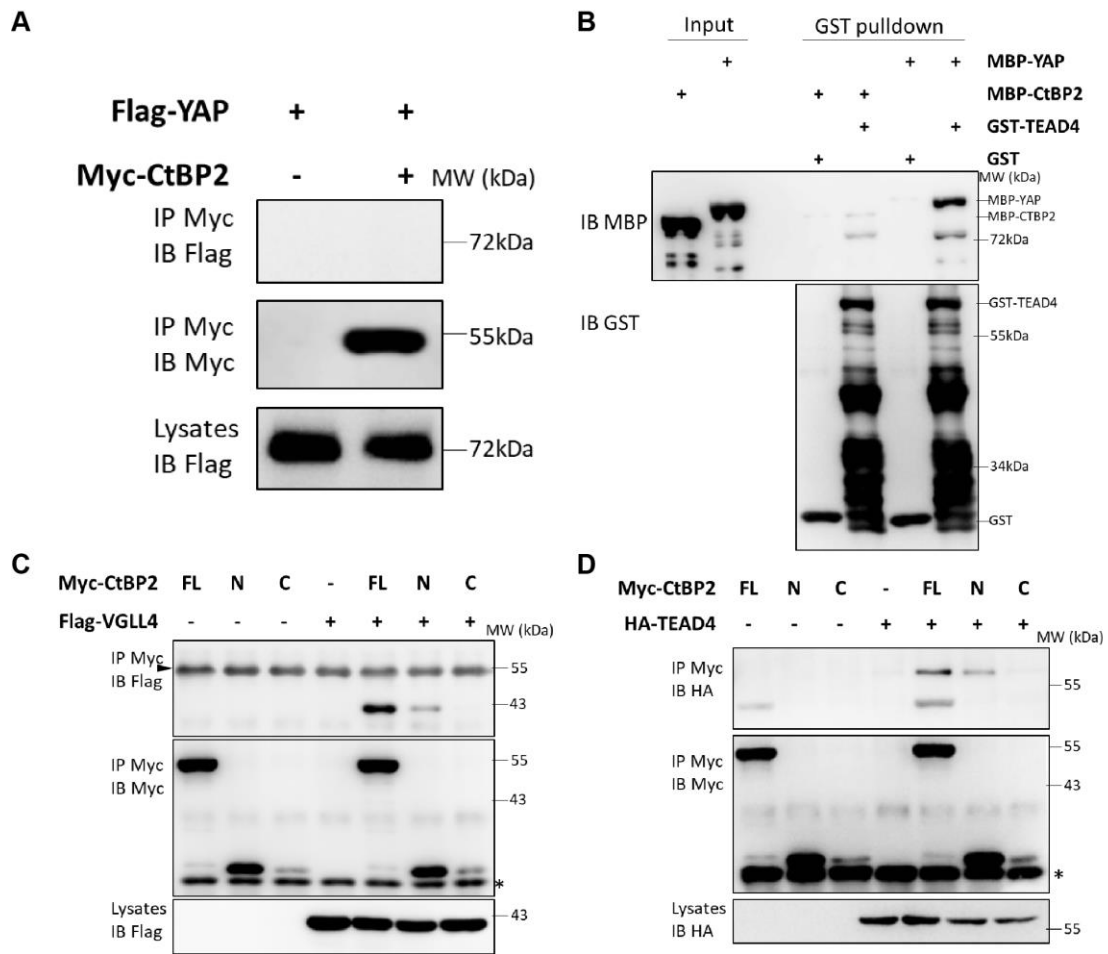 A
Flag-YAP + +
Myc-CtBP2 - + MW (kDa)
IP Myc
IB Flag
72kDa
IP Myc
IB Myc
55kDa
Lysates
IB Flag
72kDa
B
Input GST pulldown
+ + + MBP-YAP
+ + + MBP-CtBP2
+ + GST-TEAD4
+ + GST
MW (kDa)
IB MBP
MBP-YAP
MBP-CTBP2
72kDa
IB GST
GST-TEAD4
55kDa
34kDa
GST
C
Myc-CtBP2 FL N C - FL N C
Flag-VGLL4 - - - + + + +
MW (kDa)
IP Myc
IB Flag
55
43
IP Myc
IB Myc
55
43
*
Lysates
IB Flag
43
D
Myc-CtBP2 FL N C - FL N C
HA-TEAD4 - - - + + + +
MW (kDa)
IP Myc
IB HA
55
IP Myc
IB Myc
55
43
*
Lysates
IB HA
55